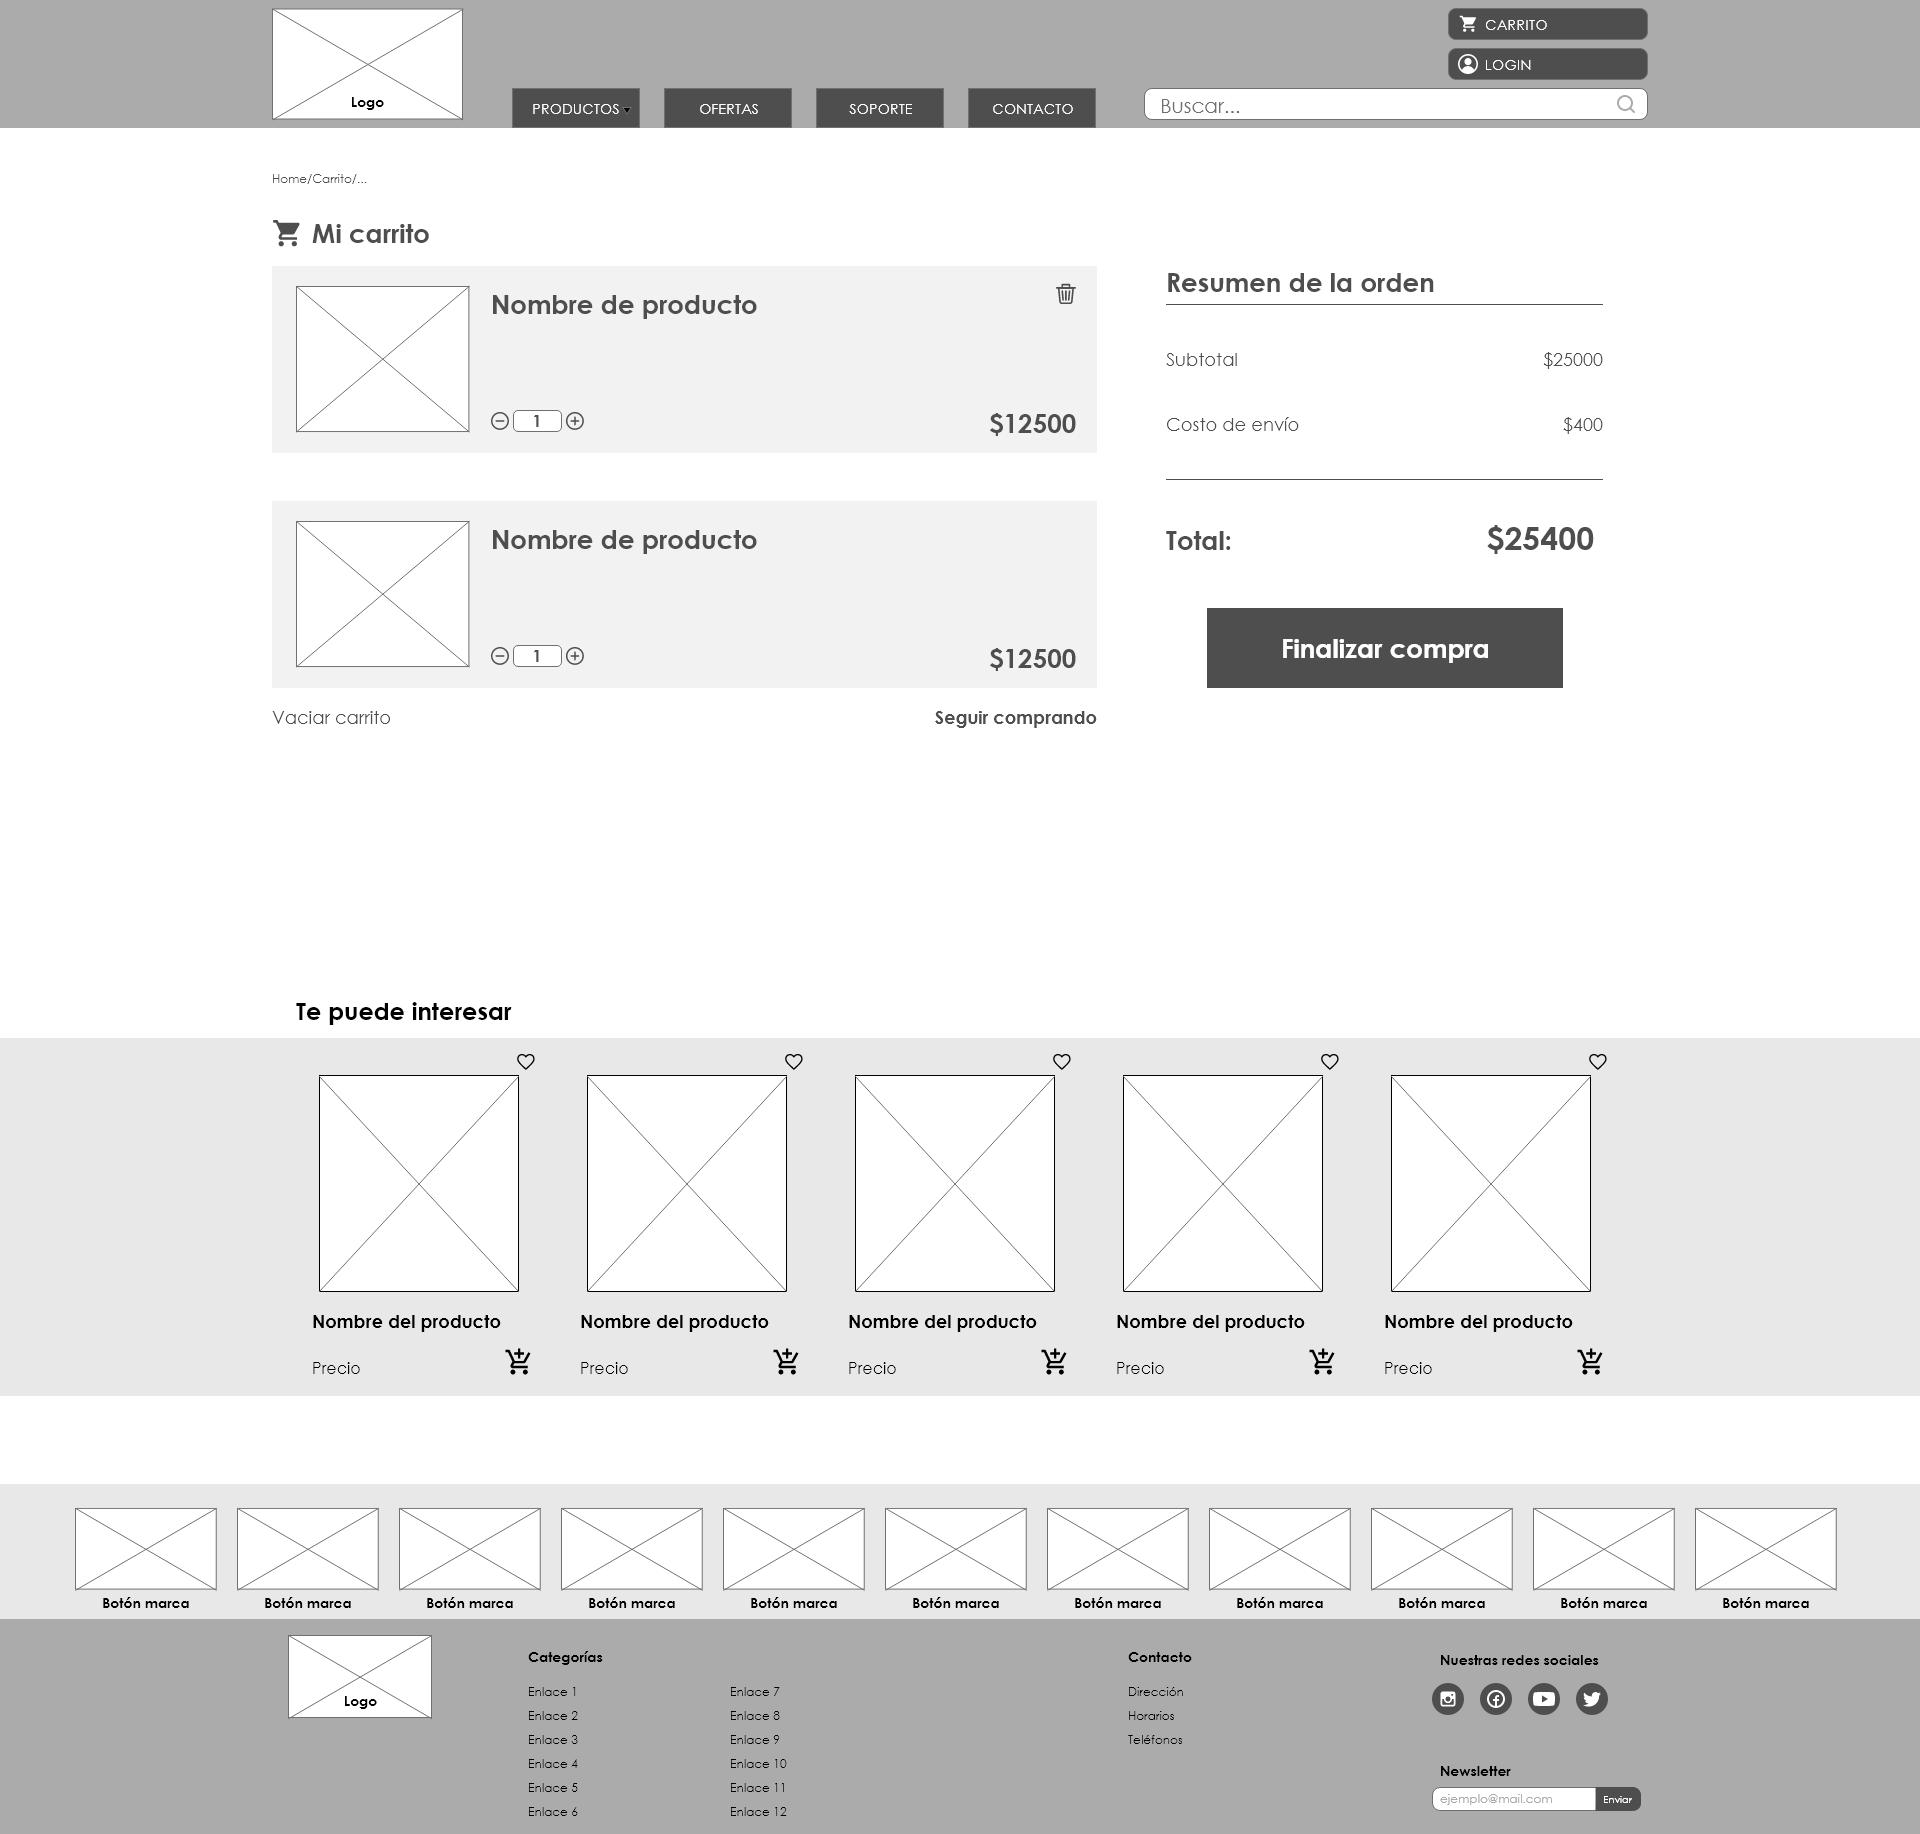 Logo
CARRITO
LOGIN
PRODUCTOS
OFERTAS
SOPORTE
CONTACTO
Buscar...
Home/Carrito/...
Mi carrito
Nombre de producto
1
$12500
Nombre de producto
1
$12500
Vaciar carrito
Seguir comprando
Resumen de la orden
Subtotal $25000
Costo de envío $400
Total: $25400
Finalizar compra
Te puede interesar
Nombre del producto
Precio
Nombre del producto
Precio
Nombre del producto
Precio
Nombre del producto
Precio
Nombre del producto
Precio
Botón marca
Botón marca
Botón marca
Botón marca
Botón marca
Botón marca
Botón marca
Botón marca
Botón marca
Botón marca
Botón marca
Logo
Categorías
Enlace 1
Enlace 2
Enlace 3
Enlace 4
Enlace 5
Enlace 6
Enlace 7
Enlace 8
Enlace 9
Enlace 10
Enlace 11
Enlace 12
Contacto
Dirección
Horarios
Teléfonos
Nuestras redes sociales
Newsletter
ejemplo@mail.com
Enviar